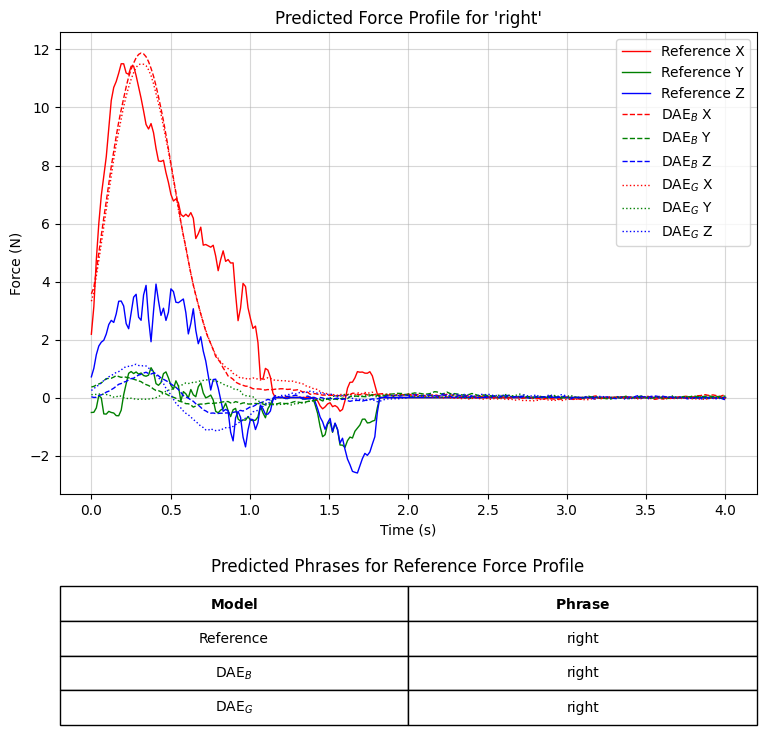 Predicted Force Profile for 'right'
12
10
8
6
4
2
0
−2
Force (N)
Reference X
Reference Y
Reference Z
DAE_B X
DAE_B Y
DAE_B Z
DAE_G X
DAE_G Y
DAE_G Z
0.0 0.5 1.0 1.5 2.0 2.5 3.0 3.5 4.0
Time (s)
Predicted Phrases for Reference Force Profile
Model Phrase
Reference right
DAE_B right
DAE_G right